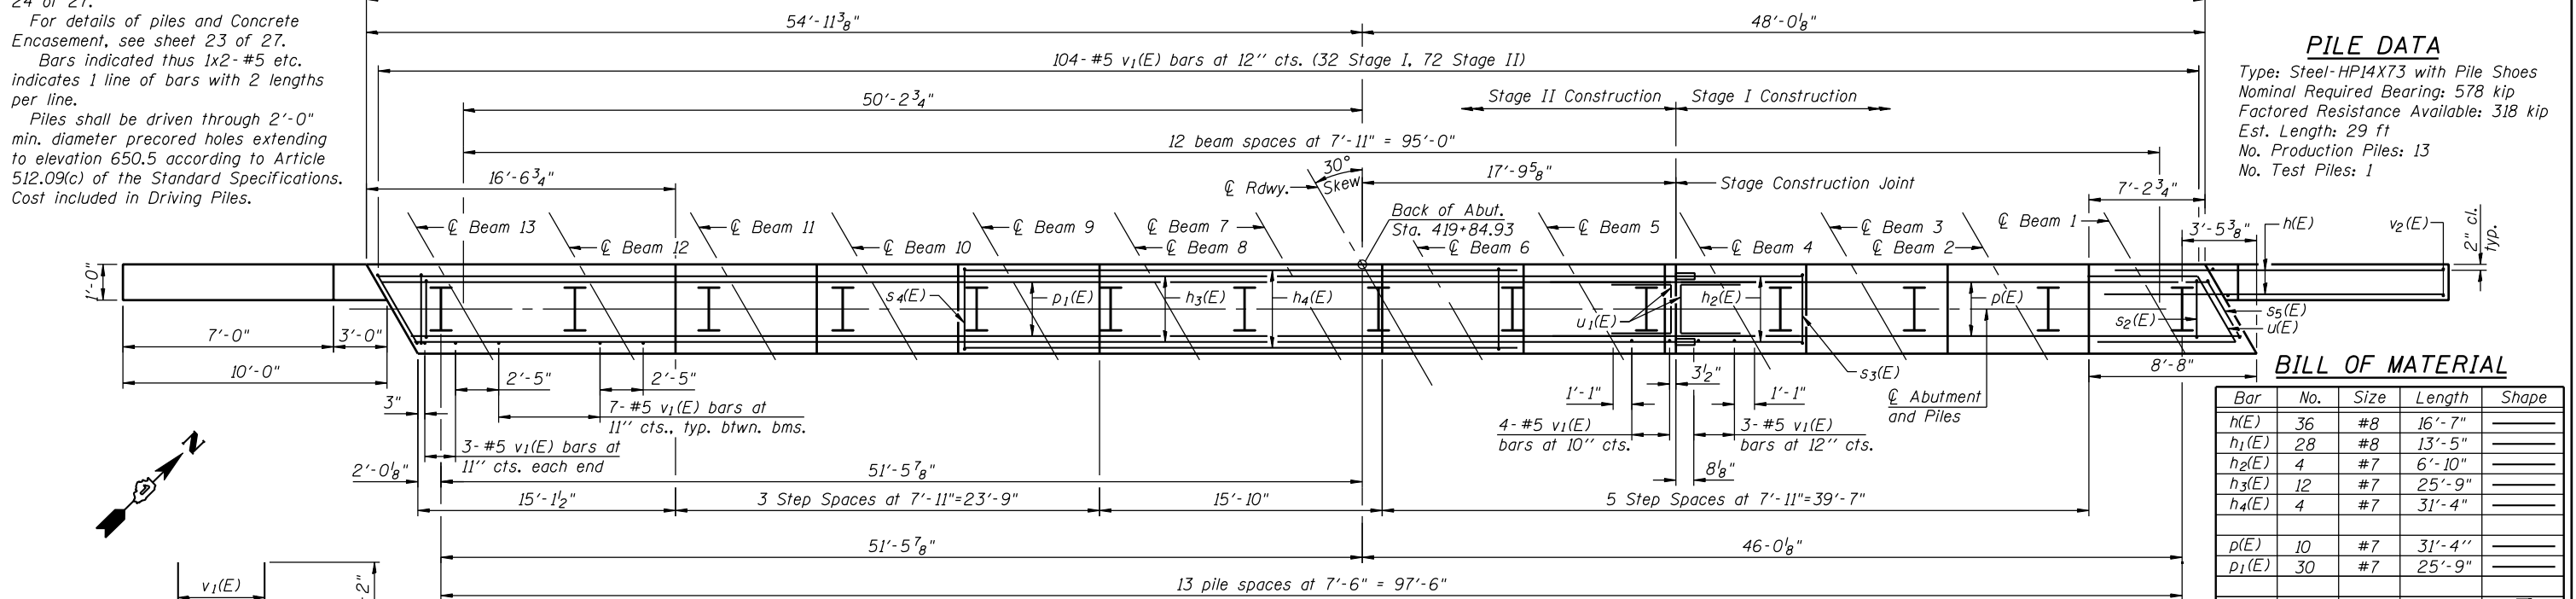 24 of 27.
For details of piles and Concrete
Encasement, see sheet 23 of 27.
Bars indicated thus 1x2-#5 etc.
indicates 1 line of bars with 2 lengths
per line.
Piles shall be driven through 2'-0"
min. diameter precored holes extending
to elevation 650.5 according to Article
512.09(c) of the Standard Specifications.
Cost included in Driving Piles.
54'-11 3/8"
48'-0 1/8"
104-#5 v1(E) bars at 12" cts. (32 Stage I, 72 Stage II)
50'-2 3/4"
Stage II Construction
Stage I Construction
12 beam spaces at 7'-11" = 95'-0"
16'-6 3/4"
30°
Skew
℄ Rdwy.
17'-9 5/8"
Stage Construction Joint
7'-2 3/4"
3'-5 3/8"
Back of Abut.
Sta. 419+84.93
℄ Beam 13
℄ Beam 12
℄ Beam 11
℄ Beam 10
℄ Beam 9
℄ Beam 8
℄ Beam 7
℄ Beam 6
℄ Beam 5
℄ Beam 4
℄ Beam 3
℄ Beam 2
℄ Beam 1
h(E)
v2(E)
2" cl.
typ.
1'-0"
s4(E)
p1(E)
h3(E)
h4(E)
u1(E)
h2(E)
p(E)
s2(E)
s5(E)
u(E)
s3(E)
7'-0"
3'-0"
10'-0"
3"
2'-5"
2'-5"
7-#5 v1(E) bars at
11" cts., typ. btwn. bms.
3-#5 v1(E) bars at
11" cts. each end
1'-1"
3 1/2"
1'-1"
4-#5 v1(E)
bars at 10" cts.
3-#5 v1(E)
bars at 12" cts.
8 1/8"
℄ Abutment
and Piles
8'-8"
2'-0 1/8"
51'-5 7/8"
15'-1 1/2"
3 Step Spaces at 7'-11"=23'-9"
15'-10"
5 Step Spaces at 7'-11"=39'-7"
51'-5 7/8"
46'-0 1/8"
13 pile spaces at 7'-6" = 97'-6"
N
v1(E)
-2"
PILE DATA
Type: Steel-HP14X73 with Pile Shoes
Nominal Required Bearing: 578 kip
Factored Resistance Available: 318 kip
Est. Length: 29 ft
No. Production Piles: 13
No. Test Piles: 1
BILL OF MATERIAL
Bar No. Size Length Shape
h(E) 36 #8 16'-7"
h1(E) 28 #8 13'-5"
h2(E) 4 #7 6'-10"
h3(E) 12 #7 25'-9"
h4(E) 4 #7 31'-4"
p(E) 10 #7 31'-4"
p1(E) 30 #7 25'-9"